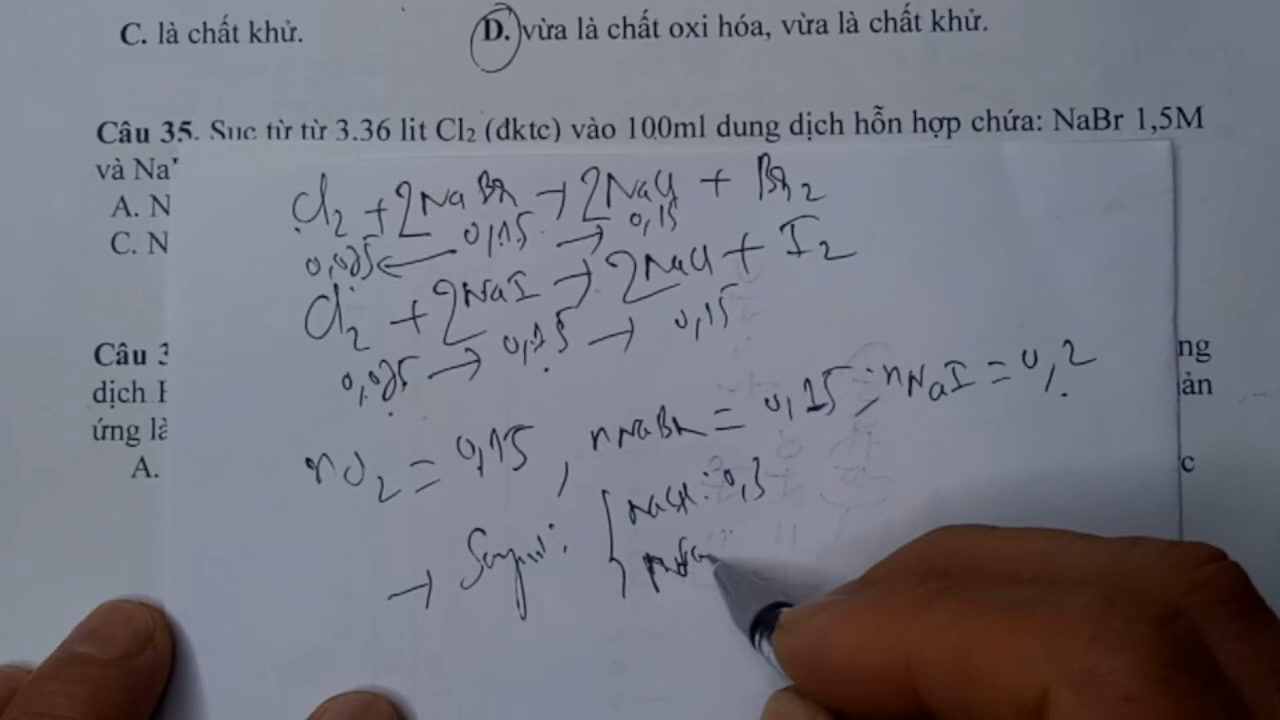 C. là chất khử.
D. vừa là chất oxi hóa, vừa là chất khử.
Câu 35. Sục từ từ 3.36 lit Cl₂ (đktc) vào 100ml dung dịch hỗn hợp chứa: NaBr 1,5M
và Na
A. N
C. N
Cl₂ + 2NaBr → 2NaCl + Br₂
0,075 ← 0,15 → 0,15
Cl₂ + 2NaI → 2NaCl + I₂
0,075 → 0,15 → 0,15
Câu 3
ng
dịch
ản
ứng là
nCl₂ = 0,15, nNaBr = 0,15; nNaI = 0,2
A.
c
→ : { NaCl: 0,3